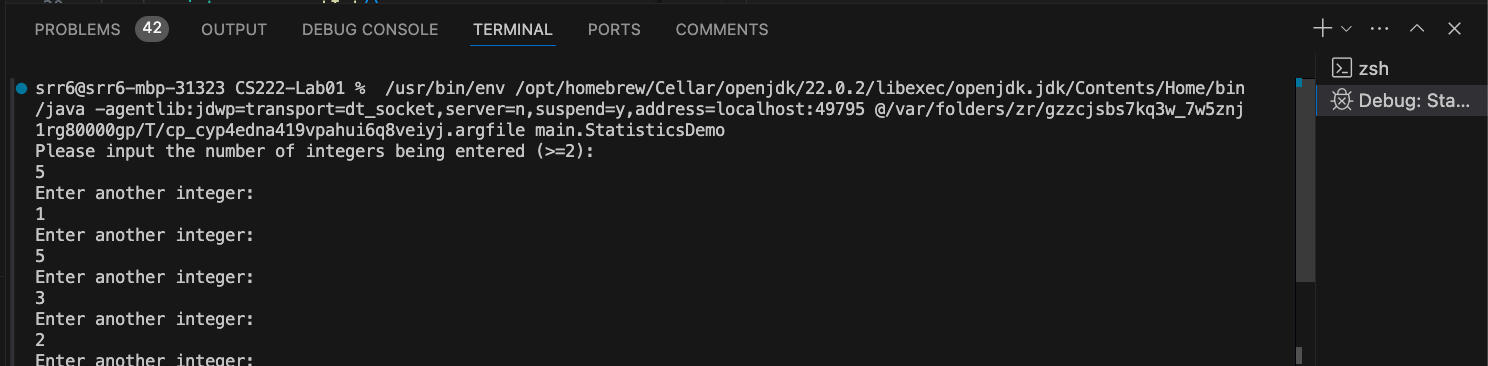 PROBLEMS 42 OUTPUT DEBUG CONSOLE TERMINAL PORTS COMMENTS
zsh
Debug: Sta...
srr6@srr6-mbp-31323 CS222-Lab01 %  /usr/bin/env /opt/homebrew/Cellar/openjdk/22.0.2/libexec/openjdk.jdk/Contents/Home/bin
/java -agentlib:jdwp=transport=dt_socket,server=n,suspend=y,address=localhost:49795 @/var/folders/zr/gzzcjsbs7kq3w_7w5znj
1rg80000gp/T/cp_cyp4edna419vpahui6q8veiyj.argfile main.StatisticsDemo
Please input the number of integers being entered (>=2):
5
Enter another integer:
1
Enter another integer:
5
Enter another integer:
3
Enter another integer:
2
Enter another integer: